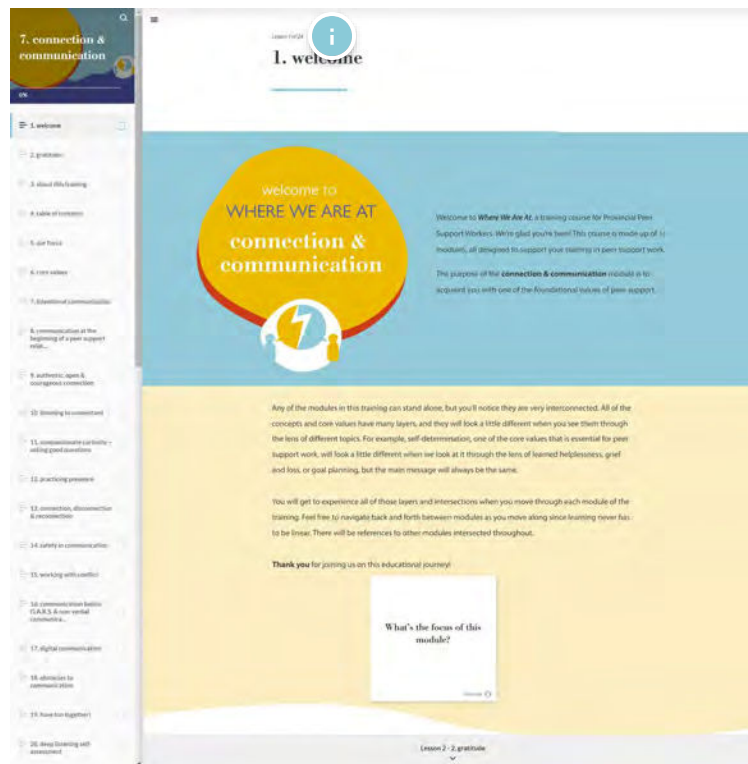 7. connection &
communication
0%
1. welcome
2. gratitude
3. about this training
4. table of contents
5. our focus
6. core values
7. intentional communication
8. communication at the
beginning of a peer support
relat...
9. authentic, open &
courageous connection
10. listening to understand
11. compassionate curiosity –
asking good questions
12. practicing presence
13. connection, disconnection
& reconnection
14. safety in communication
15. working with conflict
16. communication basics
O.A.R.S. & non-verbal
communica...
17. digital communication
18. obstacles to
communication
19. have fun together!
20. deep listening self-
assessment
Lesson 1 of 24
i
1. welcome
welcome to
WHERE WE ARE AT
connection &
communication
Welcome to Where We Are At, a training course for Provincial Peer
Support Workers. We're glad you're here! This course is made up of
modules, all designed to support your training in peer support work.
The purpose of the connection & communication module is to
acquaint you with one of the foundational values of peer support.
Any of the modules in this training can stand alone, but you'll notice they are very interconnected. All of the
concepts and core values have many layers, and they will look a little different when you see them through
the lens of different topics. For example, self-determination, one of the core values that is essential for peer
support work, will look a little different when we look at it through the lens of learned helplessness, grief
and loss, or goal planning, but the main message will always be the same.
You will get to experience all of those layers and intersections when you move through each module of the
training. Feel free to navigate back and forth between modules as you move along since learning never has
to be linear. There will be references to other modules intersected throughout.
Thank you for joining us on this educational journey!
What's the focus of this
module?
Lesson 2 - 2. gratitude